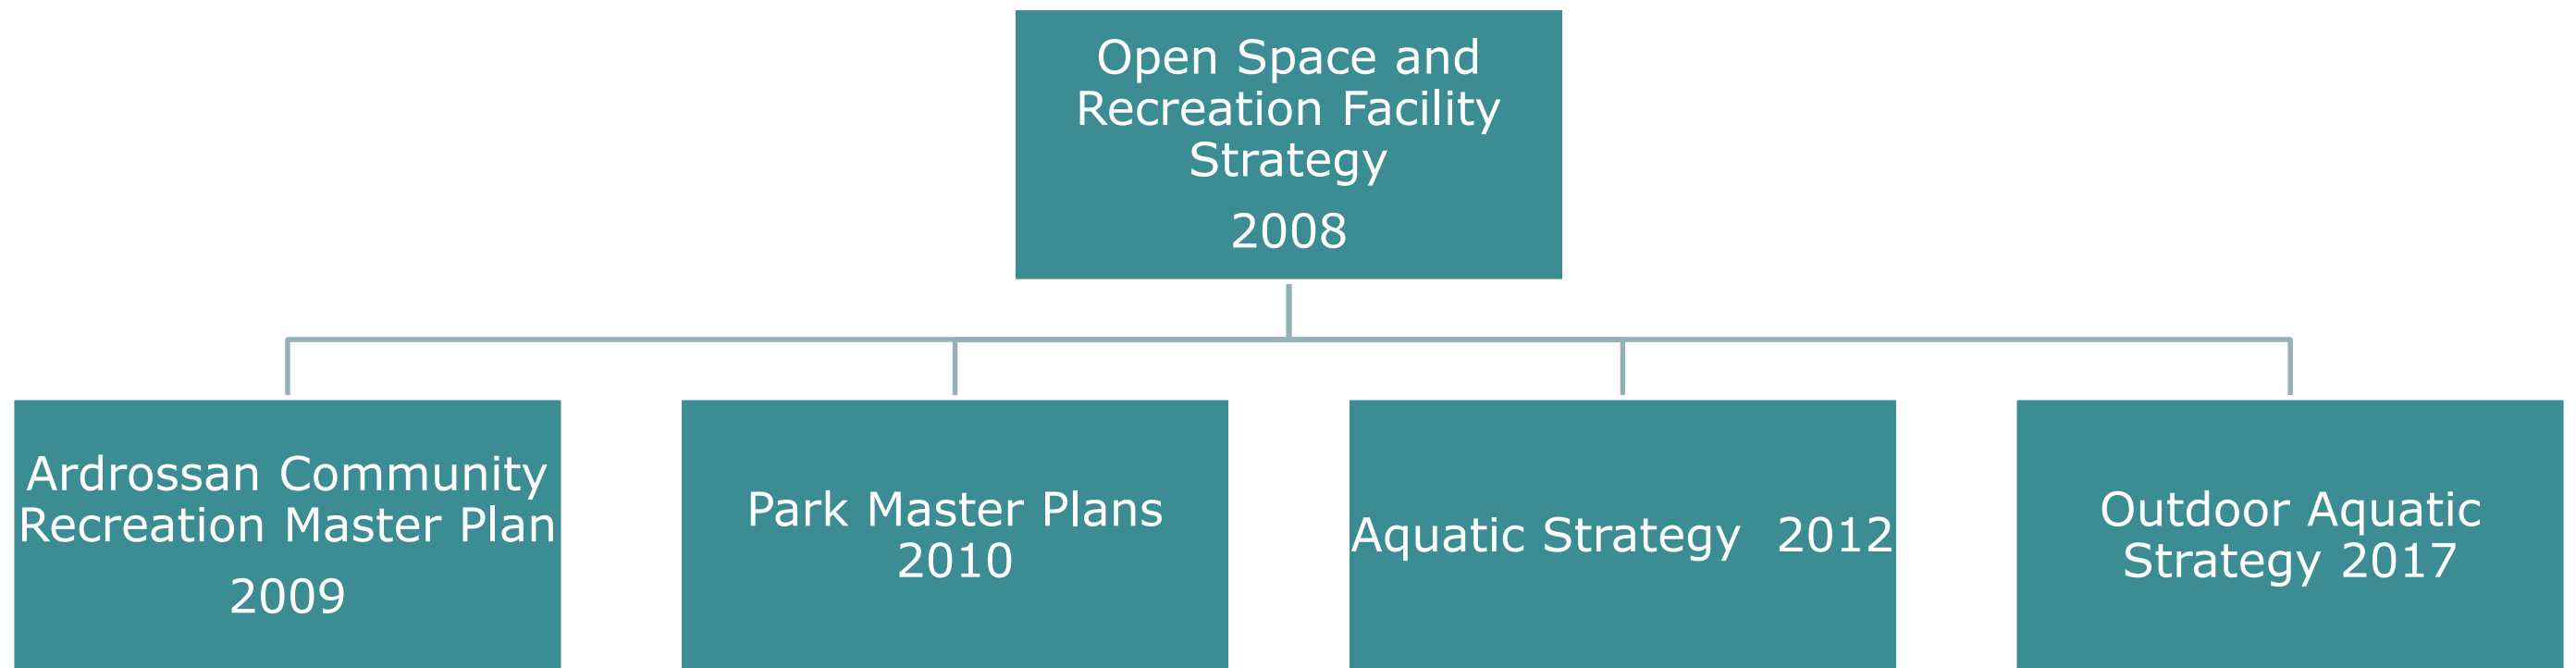 Open Space and
Recreation Facility
Strategy
2008
Ardrossan Community
Recreation Master Plan
2009
Park Master Plans
2010
Aquatic Strategy  2012
Outdoor Aquatic
Strategy 2017